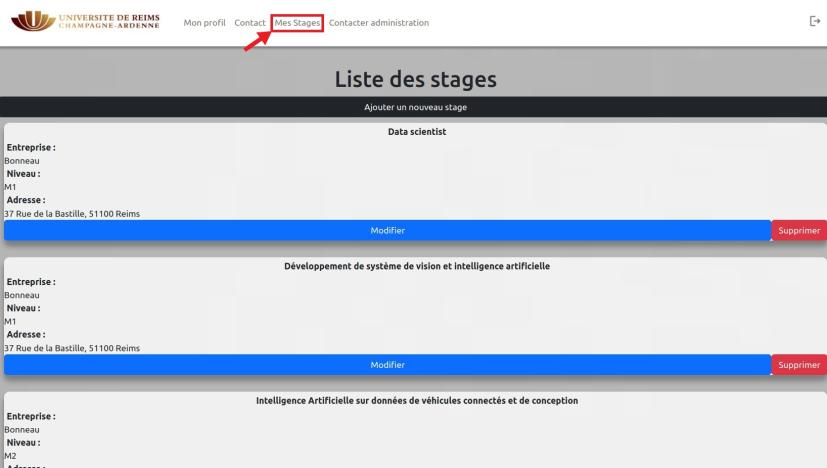 UNIVERSITE DE REIMS
CHAMPAGNE-ARDENNE
Mon profil Contact Mes Stages Contacter administration
Liste des stages
Ajouter un nouveau stage
Data scientist
Entreprise :
Bonneau
Niveau :
M1
Adresse :
37 Rue de la Bastille, 51100 Reims
Modifier Supprimer
Développement de système de vision et intelligence artificielle
Entreprise :
Bonneau
Niveau :
M1
Adresse :
37 Rue de la Bastille, 51100 Reims
Modifier Supprimer
Intelligence Artificielle sur données de véhicules connectés et de conception
Entreprise :
Bonneau
Niveau :
M2
Adresse :